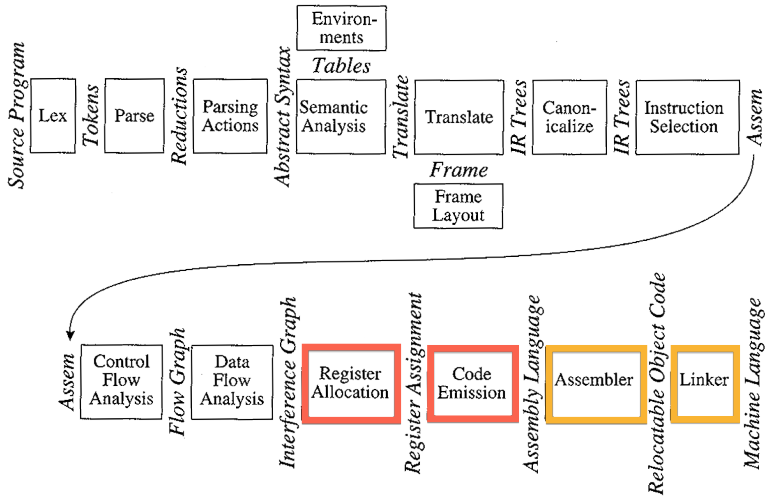 Environ-
ments
Tables
Source Program
Lex
Tokens
Parse
Reductions
Parsing
Actions
Abstract Syntax
Semantic
Analysis
Translate
Translate
Frame
Frame
Layout
IR Trees
Canon-
icalize
IR Trees
Instruction
Selection
Assem
Assem
Control
Flow
Analysis
Flow Graph
Data
Flow
Analysis
Interference Graph
Register
Allocation
Register Assignment
Code
Emission
Assembly Language
Assembler
Relocatable Object Code
Linker
Machine Language